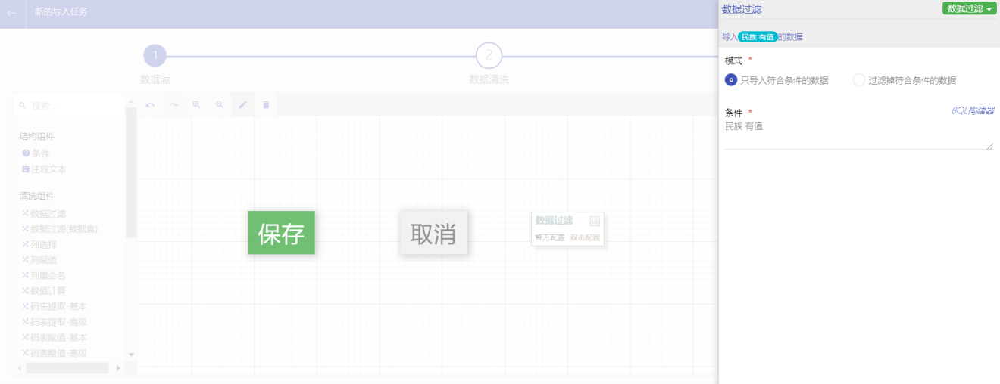 新的导入任务
1
数据源
2
数据清洗
搜索..
结构组件
条件
注释文本
清洗组件
数据过滤
数据过滤(数据盒)
列选择
列赋值
列重命名
数值计算
码表提取-基本
码表提取-高级
码表赋值-基本
码表赋值-高级
保存
取消
数据过滤
暂无配置 双击配置
数据过滤
数据过滤
导入 民族 有值 的数据
模式 *
只导入符合条件的数据
过滤掉符合条件的数据
条件 *
BQL构建器
民族 有值